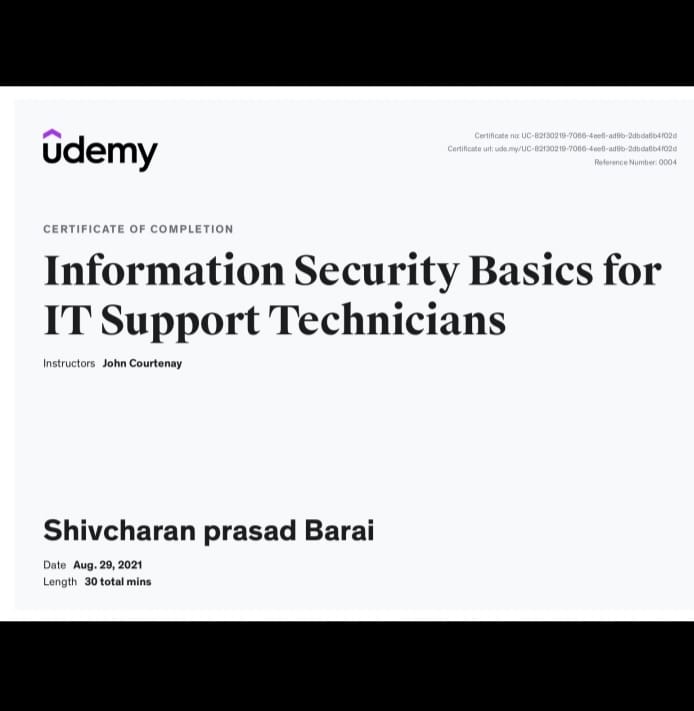 udemy
Certificate no: UC-82f30219-7066-4ee6-ad9b-2dbda6b4f02d
Certificate url: ude.my/UC-82f30219-7066-4ee6-ad9b-2dbda6b4f02d
Reference Number: 0004
CERTIFICATE OF COMPLETION
Information Security Basics for
IT Support Technicians
Instructors John Courtenay
Shivcharan prasad Barai
Date Aug. 29, 2021
Length 30 total mins